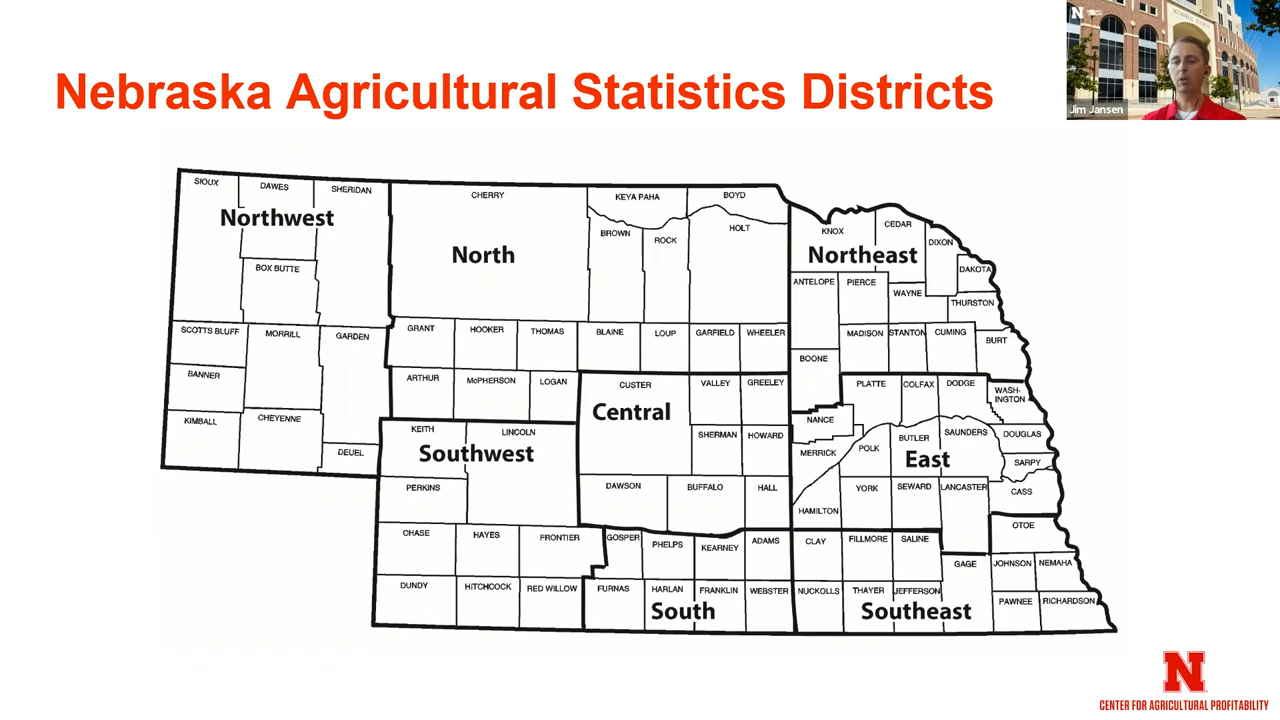 Nebraska Agricultural Statistics Districts
N
MEMORIAL STADIUM
Jim Jansen
SIOUX
DAWES
SHERIDAN
Northwest
BOX BUTTE
SCOTTS BLUFF
MORRILL
GARDEN
BANNER
KIMBALL
CHEYENNE
DEUEL
CHERRY
KEYA PAHA
BOYD
BROWN
ROCK
HOLT
North
GRANT
HOOKER
THOMAS
BLAINE
LOUP
GARFIELD
WHEELER
ARTHUR
McPHERSON
LOGAN
KNOX
CEDAR
DIXON
Northeast
DAKOTA
ANTELOPE
PIERCE
WAYNE
THURSTON
MADISON
STANTON
CUMING
BURT
BOONE
CUSTER
VALLEY
GREELEY
Central
SHERMAN
HOWARD
DAWSON
BUFFALO
HALL
PLATTE
COLFAX
DODGE
WASH-
INGTON
NANCE
MERRICK
POLK
BUTLER
SAUNDERS
DOUGLAS
East
SARPY
HAMILTON
YORK
SEWARD
LANCASTER
CASS
KEITH
LINCOLN
Southwest
PERKINS
CHASE
HAYES
FRONTIER
DUNDY
HITCHCOCK
RED WILLOW
GOSPER
PHELPS
KEARNEY
ADAMS
FURNAS
HARLAN
FRANKLIN
WEBSTER
South
CLAY
FILLMORE
SALINE
OTOE
GAGE
JOHNSON
NEMAHA
NUCKOLLS
THAYER
JEFFERSON
PAWNEE
RICHARDSON
Southeast
N
CENTER FOR AGRICULTURAL PROFITABILITY